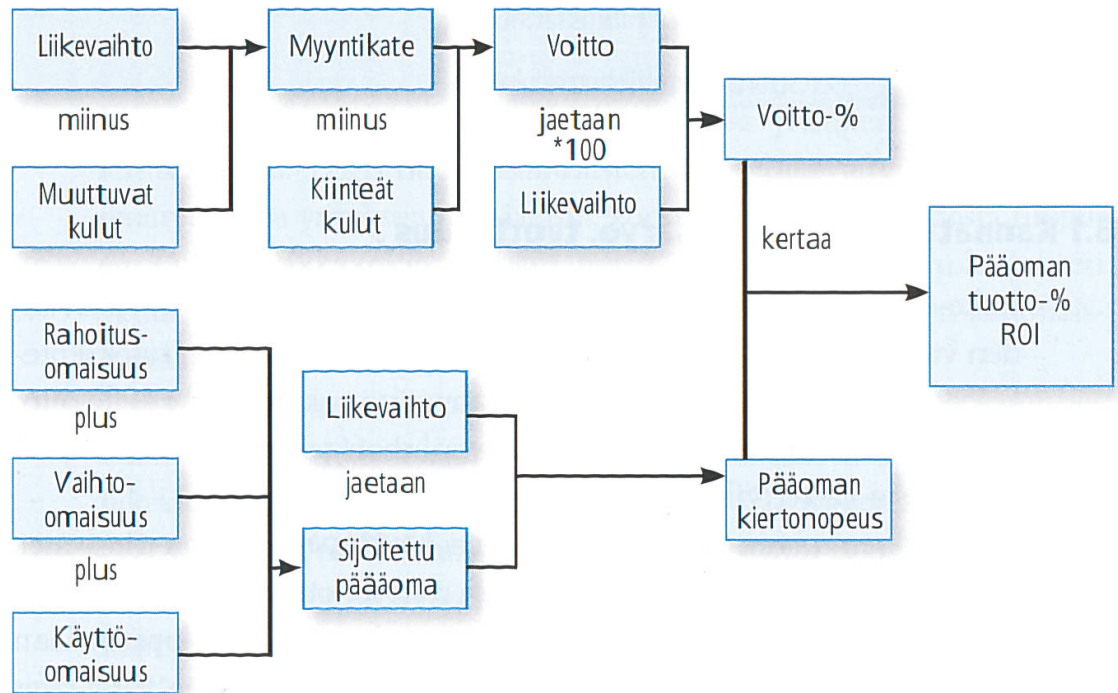 Liikevaihto
miinus
Muuttuvat
kulut
Myyntikate
miinus
Kiinteät
kulut
Voitto
jaetaan
*100
Liikevaihto
Voitto-%
kertaa
Pääoman
tuotto-%
ROI
Rahoitus-
omaisuus
plus
Vaihto-
omaisuus
plus
Käyttö-
omaisuus
Liikevaihto
jaetaan
Sijoitettu
päääoma
Pääoman
kiertonopeus